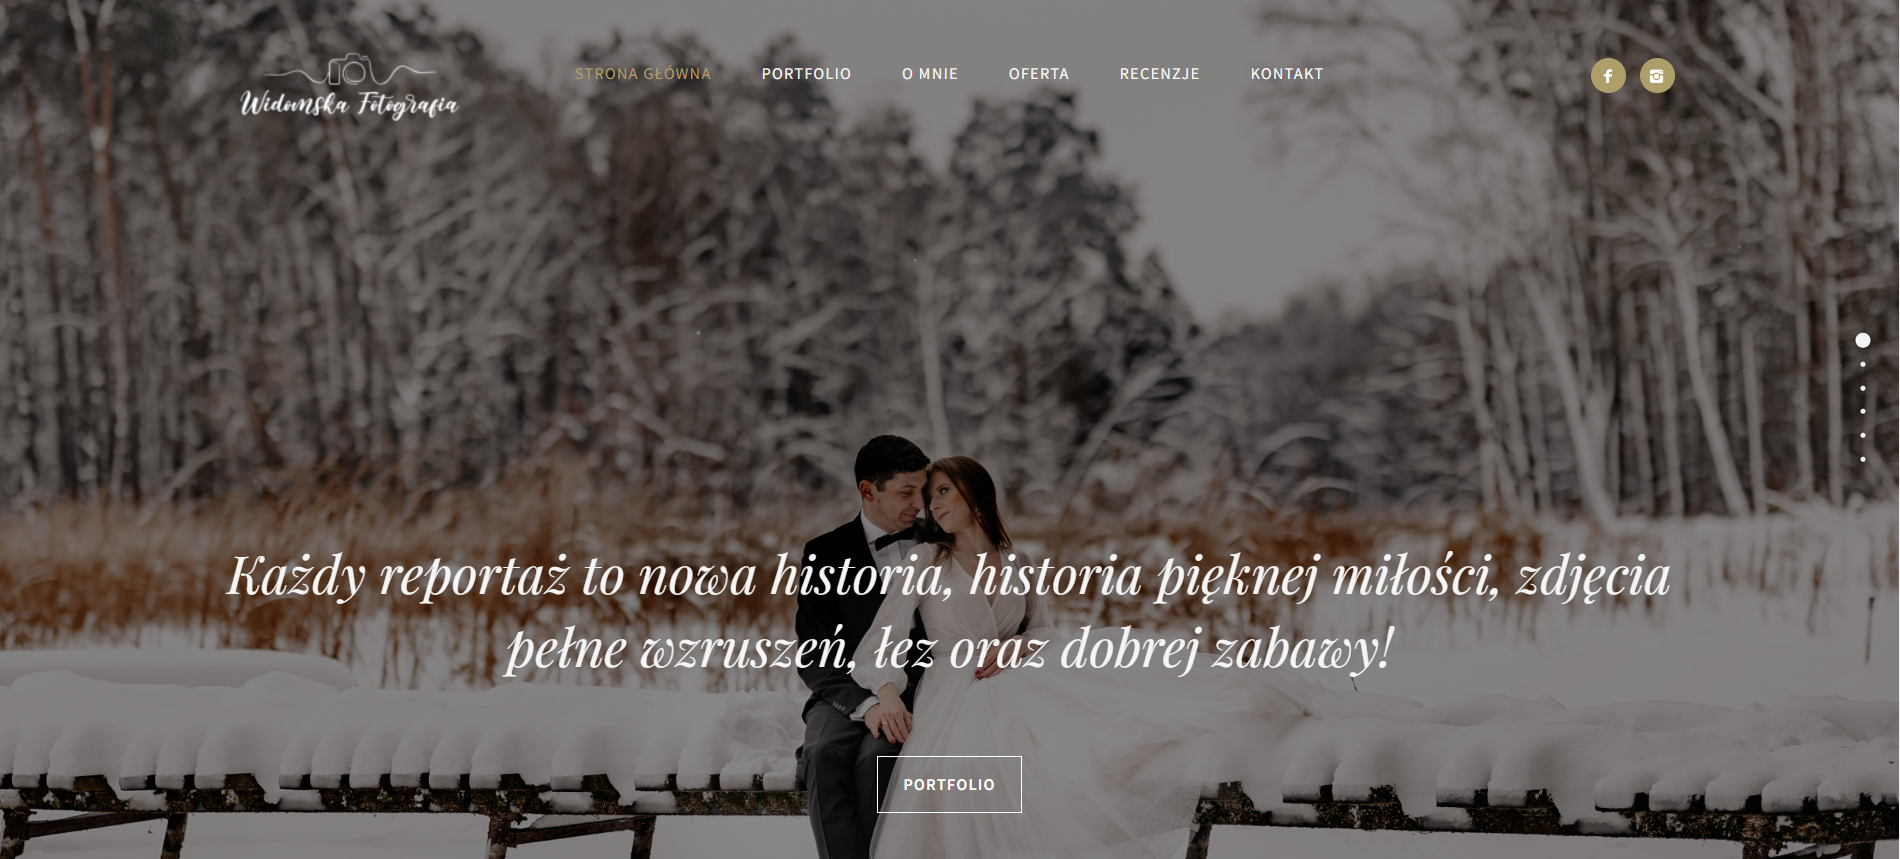 Widomska Fotografia
STRONA GŁÓWNA
PORTFOLIO
O MNIE
OFERTA
RECENZJE
KONTAKT
Każdy reportaż to nowa historia, historia pięknej miłości, zdjęcia
pełne wzruszeń, łez oraz dobrej zabawy!
PORTFOLIO